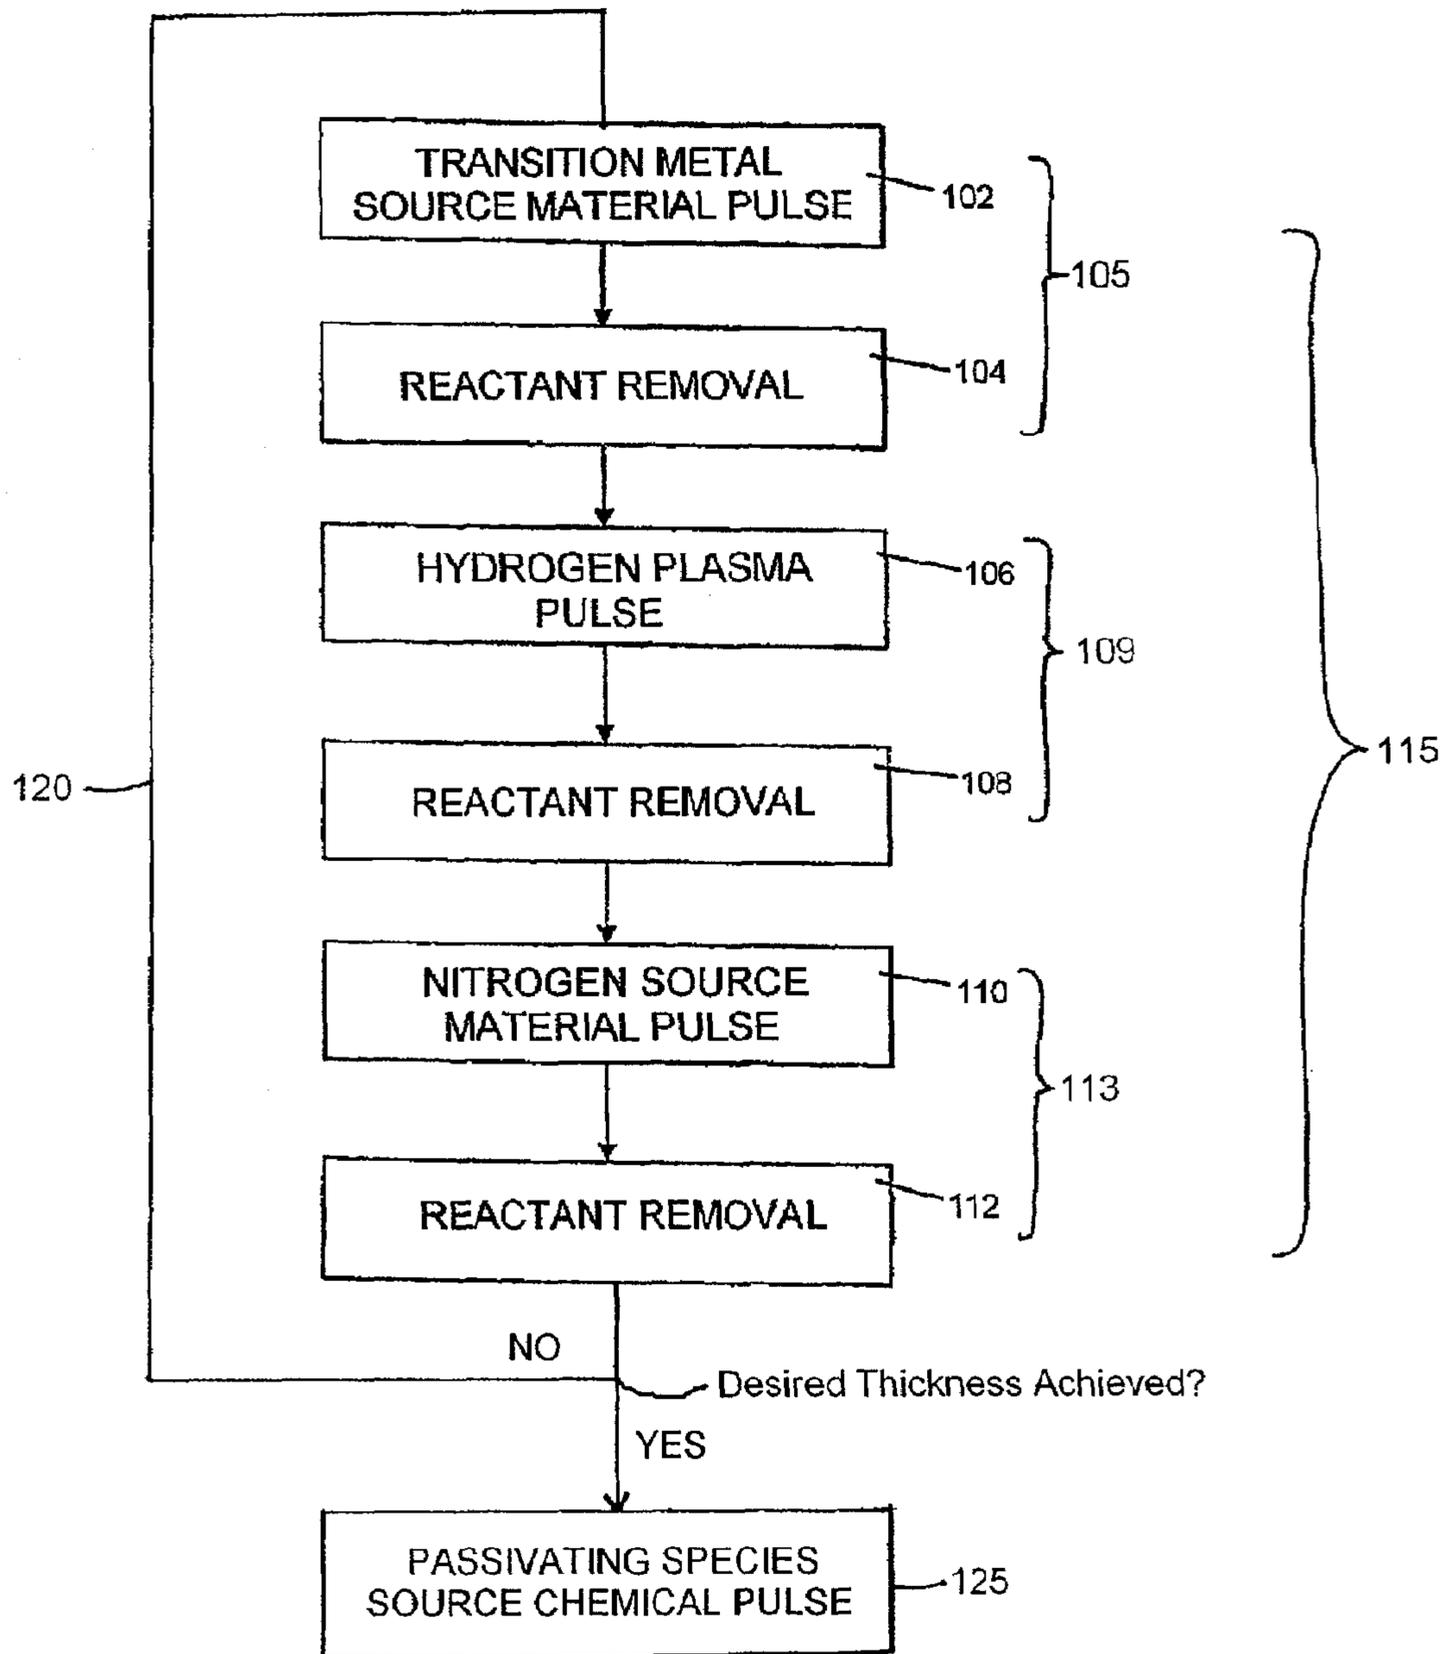 TRANSITION METAL
SOURCE MATERIAL PULSE
102
105
REACTANT REMOVAL
104
HYDROGEN PLASMA
PULSE
106
109
115
120
REACTANT REMOVAL
108
NITROGEN SOURCE
MATERIAL PULSE
110
113
REACTANT REMOVAL
112
NO
Desired Thickness Achieved?
YES
PASSIVATING SPECIES
SOURCE CHEMICAL PULSE
125